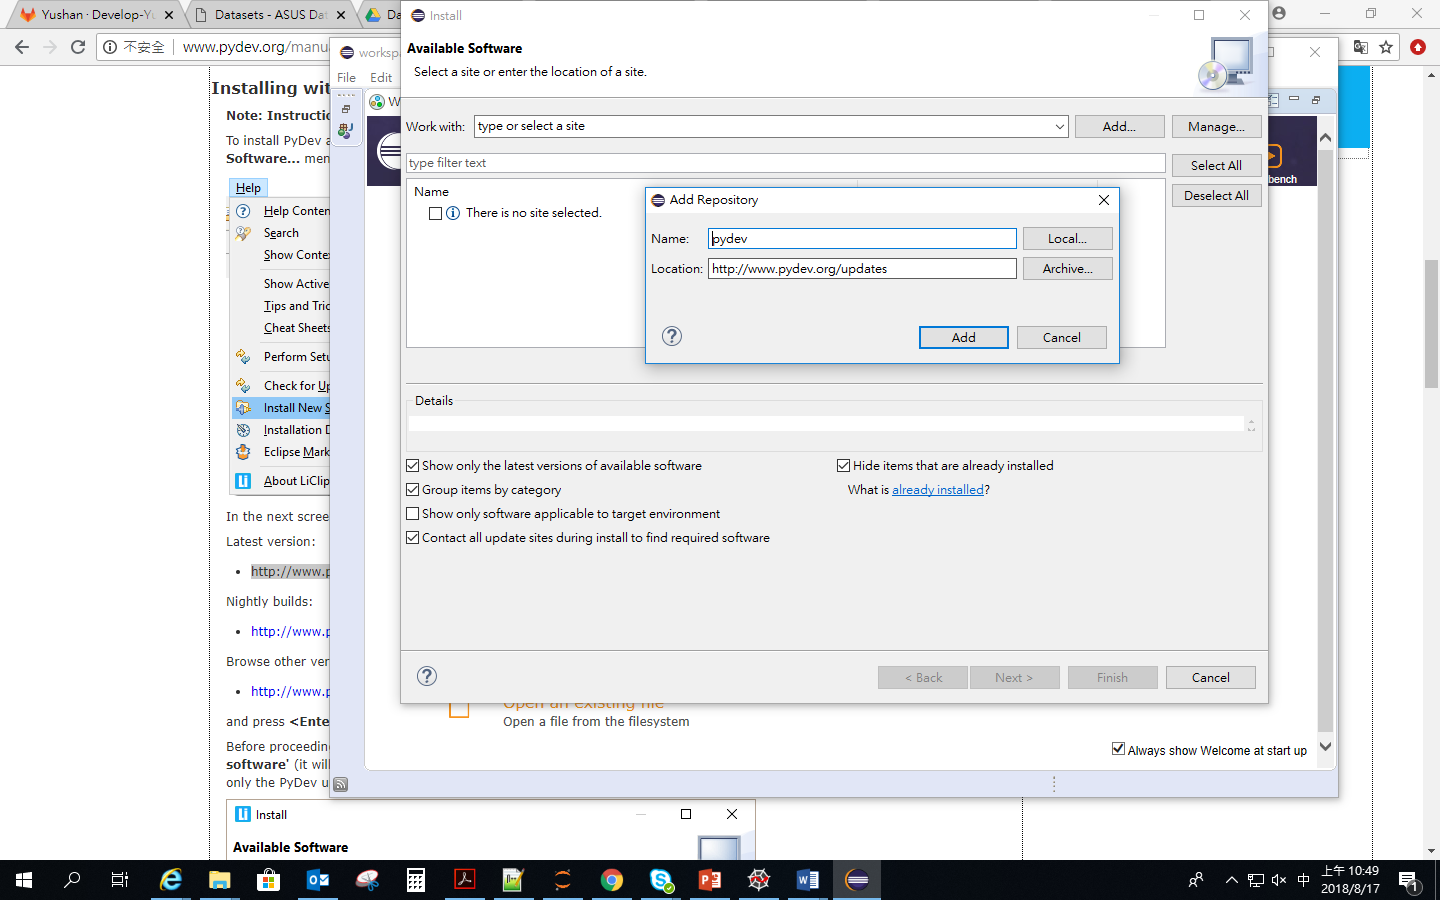 Yushan · Develop-Yu
Datasets - ASUS Dat
Da
不安全
www.pydev.org/manua
Installing wit
Note: Instructio
To install PyDev a
Software... men
Help
Help Conten
Search
Show Conte
Show Active
Tips and Tric
Cheat Sheets
Perform Setu
Check for Up
Install New S
Installation D
Eclipse Mark
About LiClip
In the next scree
Latest version:
http://www.p
Nightly builds:
http://www.p
Browse other ver
http://www.p
and press <Ente
Before proceedin
software' (it wil
only the PyDev u
Install
Available Software
workspa
File Edit
W
bench
Open an existing file
Open a file from the filesystem
Always show Welcome at start up
Install
Available Software
Select a site or enter the location of a site.
Work with:
type or select a site
Add...
Manage...
type filter text
Select All
Deselect All
Name
There is no site selected.
Add Repository
Name:
pydev
Local...
Location:
http://www.pydev.org/updates
Archive...
Add
Cancel
Details
Show only the latest versions of available software
Hide items that are already installed
Group items by category
What is already installed?
Show only software applicable to target environment
Contact all update sites during install to find required software
< Back
Next >
Finish
Cancel
中
上午 10:49
2018/8/17
1